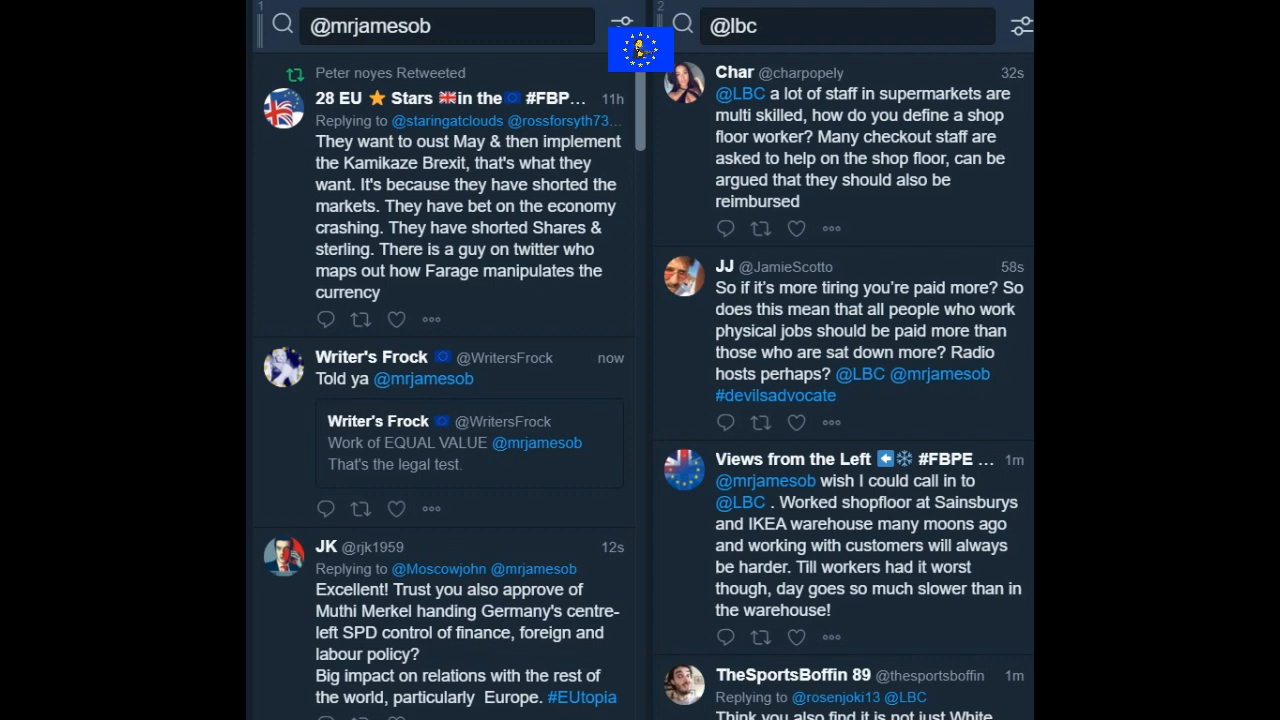 1
@mrjamesob
Peter noyes Retweeted
28 EU ⭐ Stars 🇬🇧in the🇪🇺 #FBP… 11h
Replying to @staringatclouds @rossforsyth73…
They want to oust May & then implement
the Kamikaze Brexit, that's what they
want. It's because they have shorted the
markets. They have bet on the economy
crashing. They have shorted Shares &
sterling. There is a guy on twitter who
maps out how Farage manipulates the
currency
Writer's Frock 🇪🇺 @WritersFrock now
Told ya @mrjamesob
Writer's Frock 🇪🇺 @WritersFrock
Work of EQUAL VALUE @mrjamesob
That's the legal test.
JK @rjk1959 12s
Replying to @Moscowjohn @mrjamesob
Excellent! Trust you also approve of
Muthi Merkel handing Germany's centre-
left SPD control of finance, foreign and
labour policy?
Big impact on relations with the rest of
the world, particularly Europe. #EUtopia
2
@lbc
Char @charpopely 32s
@LBC a lot of staff in supermarkets are
multi skilled, how do you define a shop
floor worker? Many checkout staff are
asked to help on the shop floor, can be
argued that they should also be
reimbursed
JJ @JamieScotto 58s
So if it's more tiring you're paid more? So
does this mean that all people who work
physical jobs should be paid more than
those who are sat down more? Radio
hosts perhaps? @LBC @mrjamesob
#devilsadvocate
Views from the Left ⬅️❄️ #FBPE … 1m
@mrjamesob wish I could call in to
@LBC . Worked shopfloor at Sainsburys
and IKEA warehouse many moons ago
and working with customers will always
be harder. Till workers had it worst
though, day goes so much slower than in
the warehouse!
TheSportsBoffin 89 @thesportsboffin 1m
Replying to @rosenjoki13 @LBC
Think you also find it is not just White